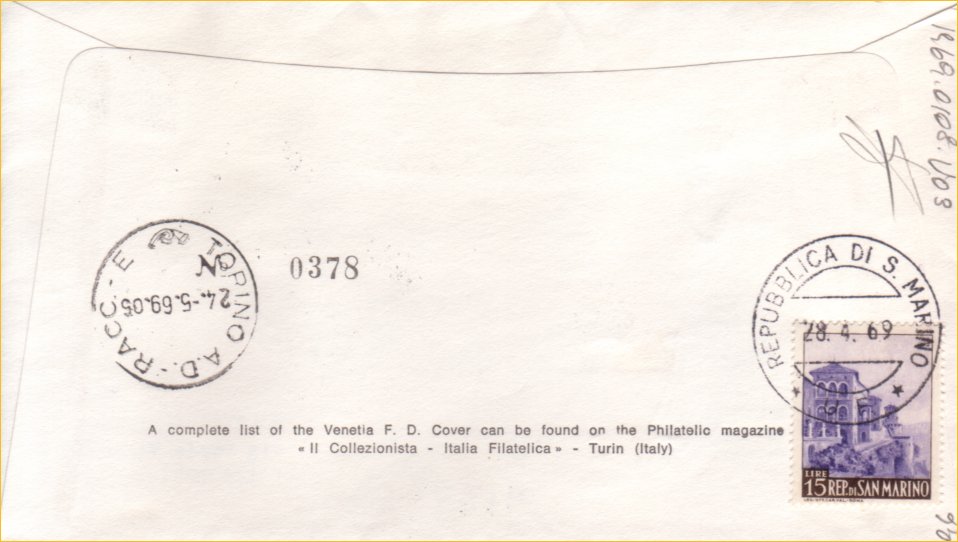 1969.0108.V03
TORINO A.D.-RACC.-E
24.-5.69.05
No 0378
REPUBBLICA DI S. MARINO
28. 4. 69
A complete list of the Venetia F. D. Cover can be found on the Philatelic magazine
« Il Collezionista - Italia Filatelica » - Turin (Italy)
LIRE
15 REP. DI SAN MARINO